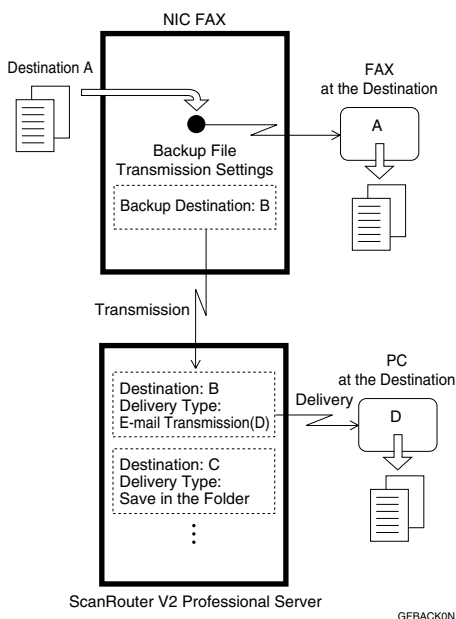 NIC FAX
Destination A
FAX
at the Destination
A
Backup File
Transmission Settings
Backup Destination: B
Transmission
Destination: B
Delivery Type:
E-mail Transmission(D)
Delivery
PC
at the Destination
D
Destination: C
Delivery Type:
Save in the Folder
ScanRouter V2 Professional Server
GFBACK0N